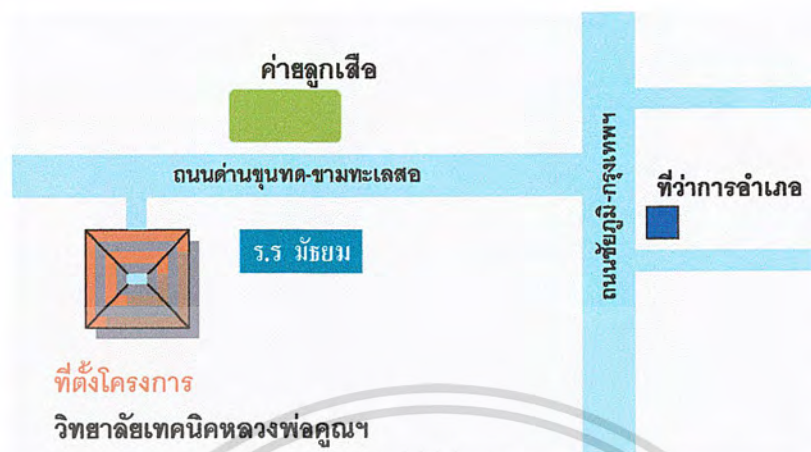 ค่ายลูกเสือ
ถนนด่านขุนทด-ขามทะเลสอ
ถนนชัยภูมิ-กรุงเทพฯ
ที่ว่าการอำเภอ
ร.ร มัธยม
ที่ตั้งโครงการ
วิทยาลัยเทคนิคหลวงพ่อคูณฯ